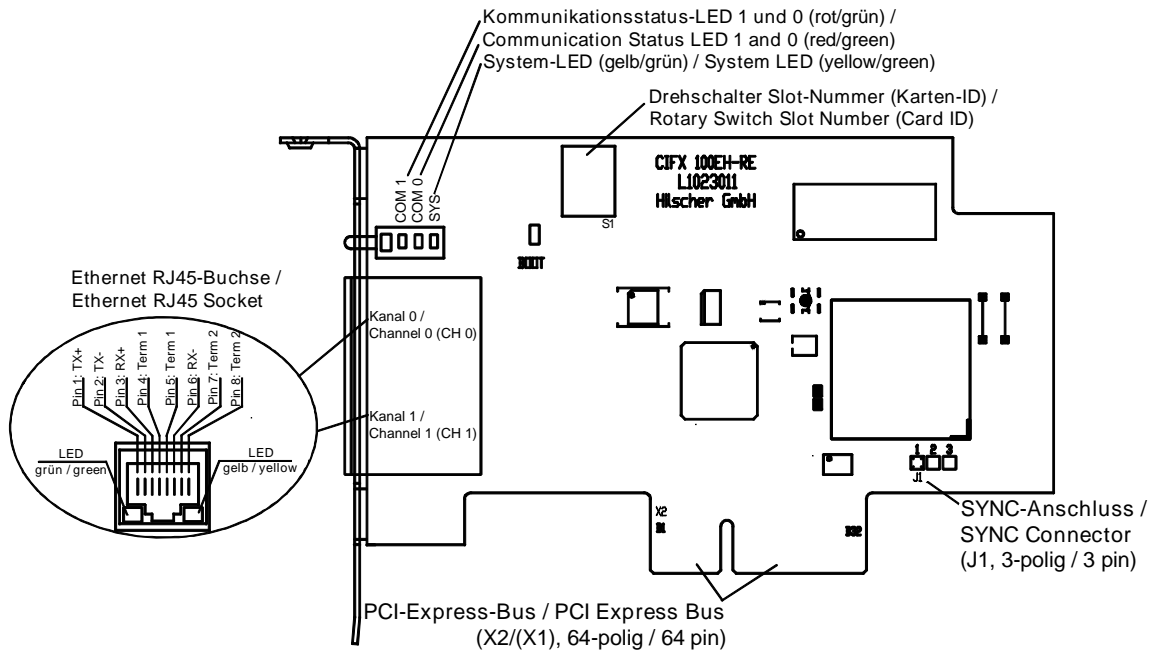 Kommunikationsstatus-LED 1 und 0 (rot/grün) /
Communication Status LED 1 and 0 (red/green)
System-LED (gelb/grün) / System LED (yellow/green)
Drehschalter Slot-Nummer (Karten-ID) /
Rotary Switch Slot Number (Card ID)
CIFX 100EH-RE
L1023011
Hilscher GmbH
COM 1
COM 0
SYS
S1
BOOT
Ethernet RJ45-Buchse /
Ethernet RJ45 Socket
Kanal 0 /
Channel 0 (CH 0)
Pin 1: TX+
Pin 2: TX-
Pin 3: RX+
Pin 4: Term 1
Pin 5: Term 1
Pin 6: RX-
Pin 7: Term 2
Pin 8: Term 2
Kanal 1 /
Channel 1 (CH 1)
LED
grün / green
LED
gelb / yellow
1 2 3
J1
SYNC-Anschluss /
SYNC Connector
(J1, 3-polig / 3 pin)
X2
B1
B32
PCI-Express-Bus / PCI Express Bus
(X2/(X1), 64-polig / 64 pin)